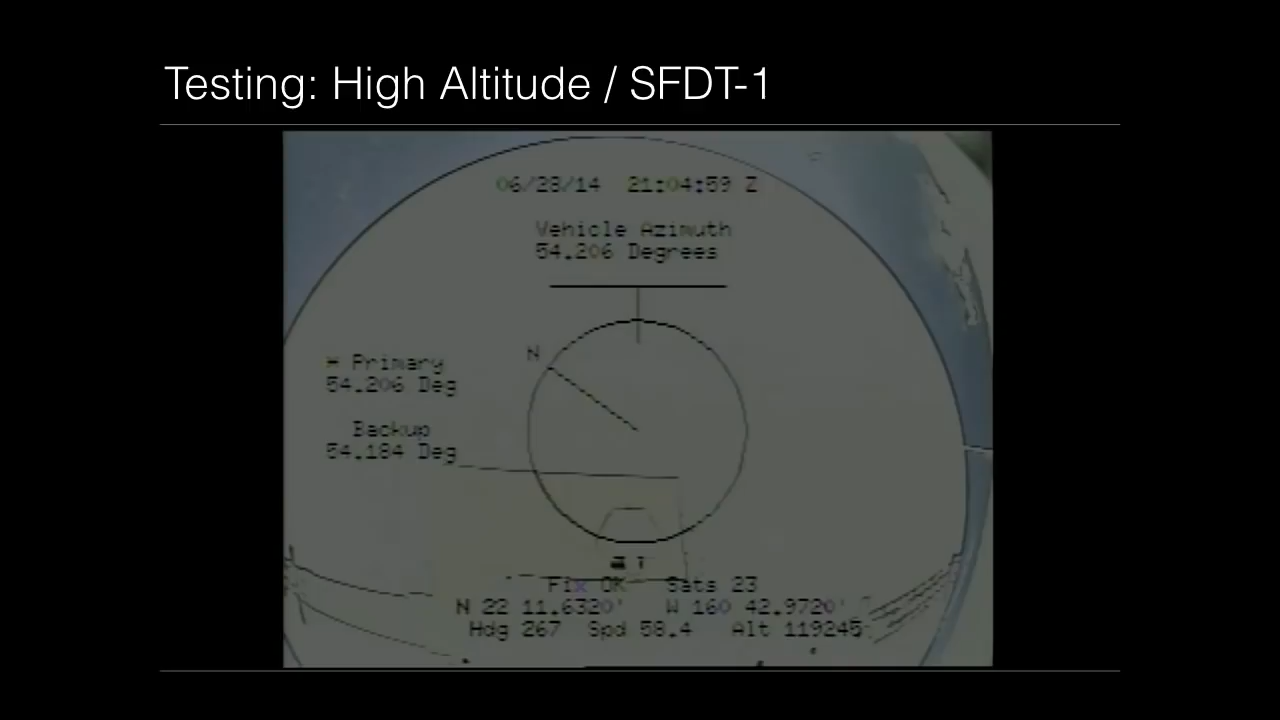 Testing: High Altitude / SFDT-1
06/28/14 21:04:59 Z
Vehicle Azimuth
54.206 Degrees
N
* Primary
54.206 Deg
Backup
54.184 Deg
Fix OK Sats 23
N 22 11.6320' W 160 42.9720'
Hdg 267 Spd 58.4 Alt 119245